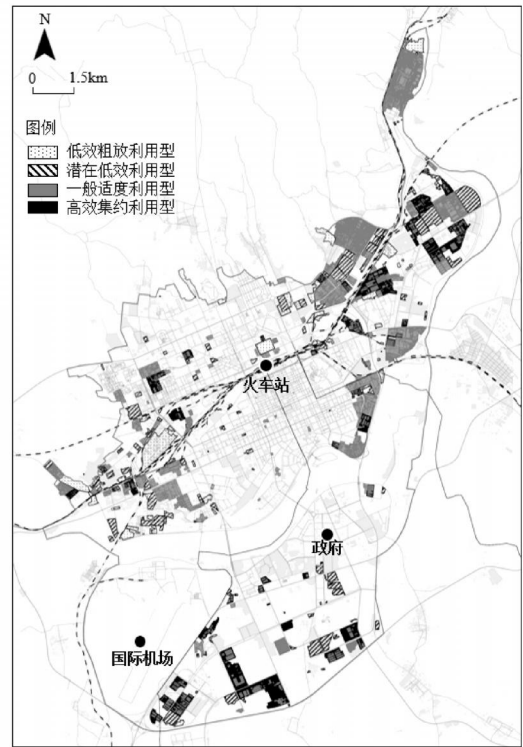 N
0 1.5km
图例
低效粗放利用型
潜在低效利用型
一般适度利用型
高效集约利用型
火车站
政府
国际机场